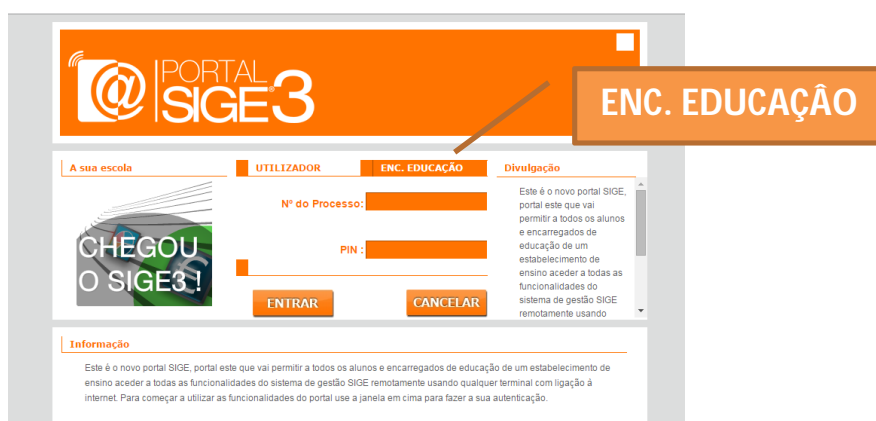 @ PORTAL
SIGE®3
ENC. EDUCAÇÂO
A sua escola
CHEGOU
O SIGE3 !
UTILIZADOR
ENC. EDUCAÇÃO
Nº do Processo:
PIN :
ENTRAR
CANCELAR
Divulgação
Este é o novo portal SIGE,
portal este que vai
permitir a todos os alunos
e encarregados de
educação de um
estabelecimento de
ensino aceder a todas as
funcionalidades do
sistema de gestão SIGE
remotamente usando
Informação
Este é o novo portal SIGE, portal este que vai permitir a todos os alunos e encarregados de educação de um estabelecimento de
ensino aceder a todas as funcionalidades do sistema de gestão SIGE remotamente usando qualquer terminal com ligação á
internet. Para começar a utilizar as funcionalidades do portal use a janela em cima para fazer a sua autenticação.